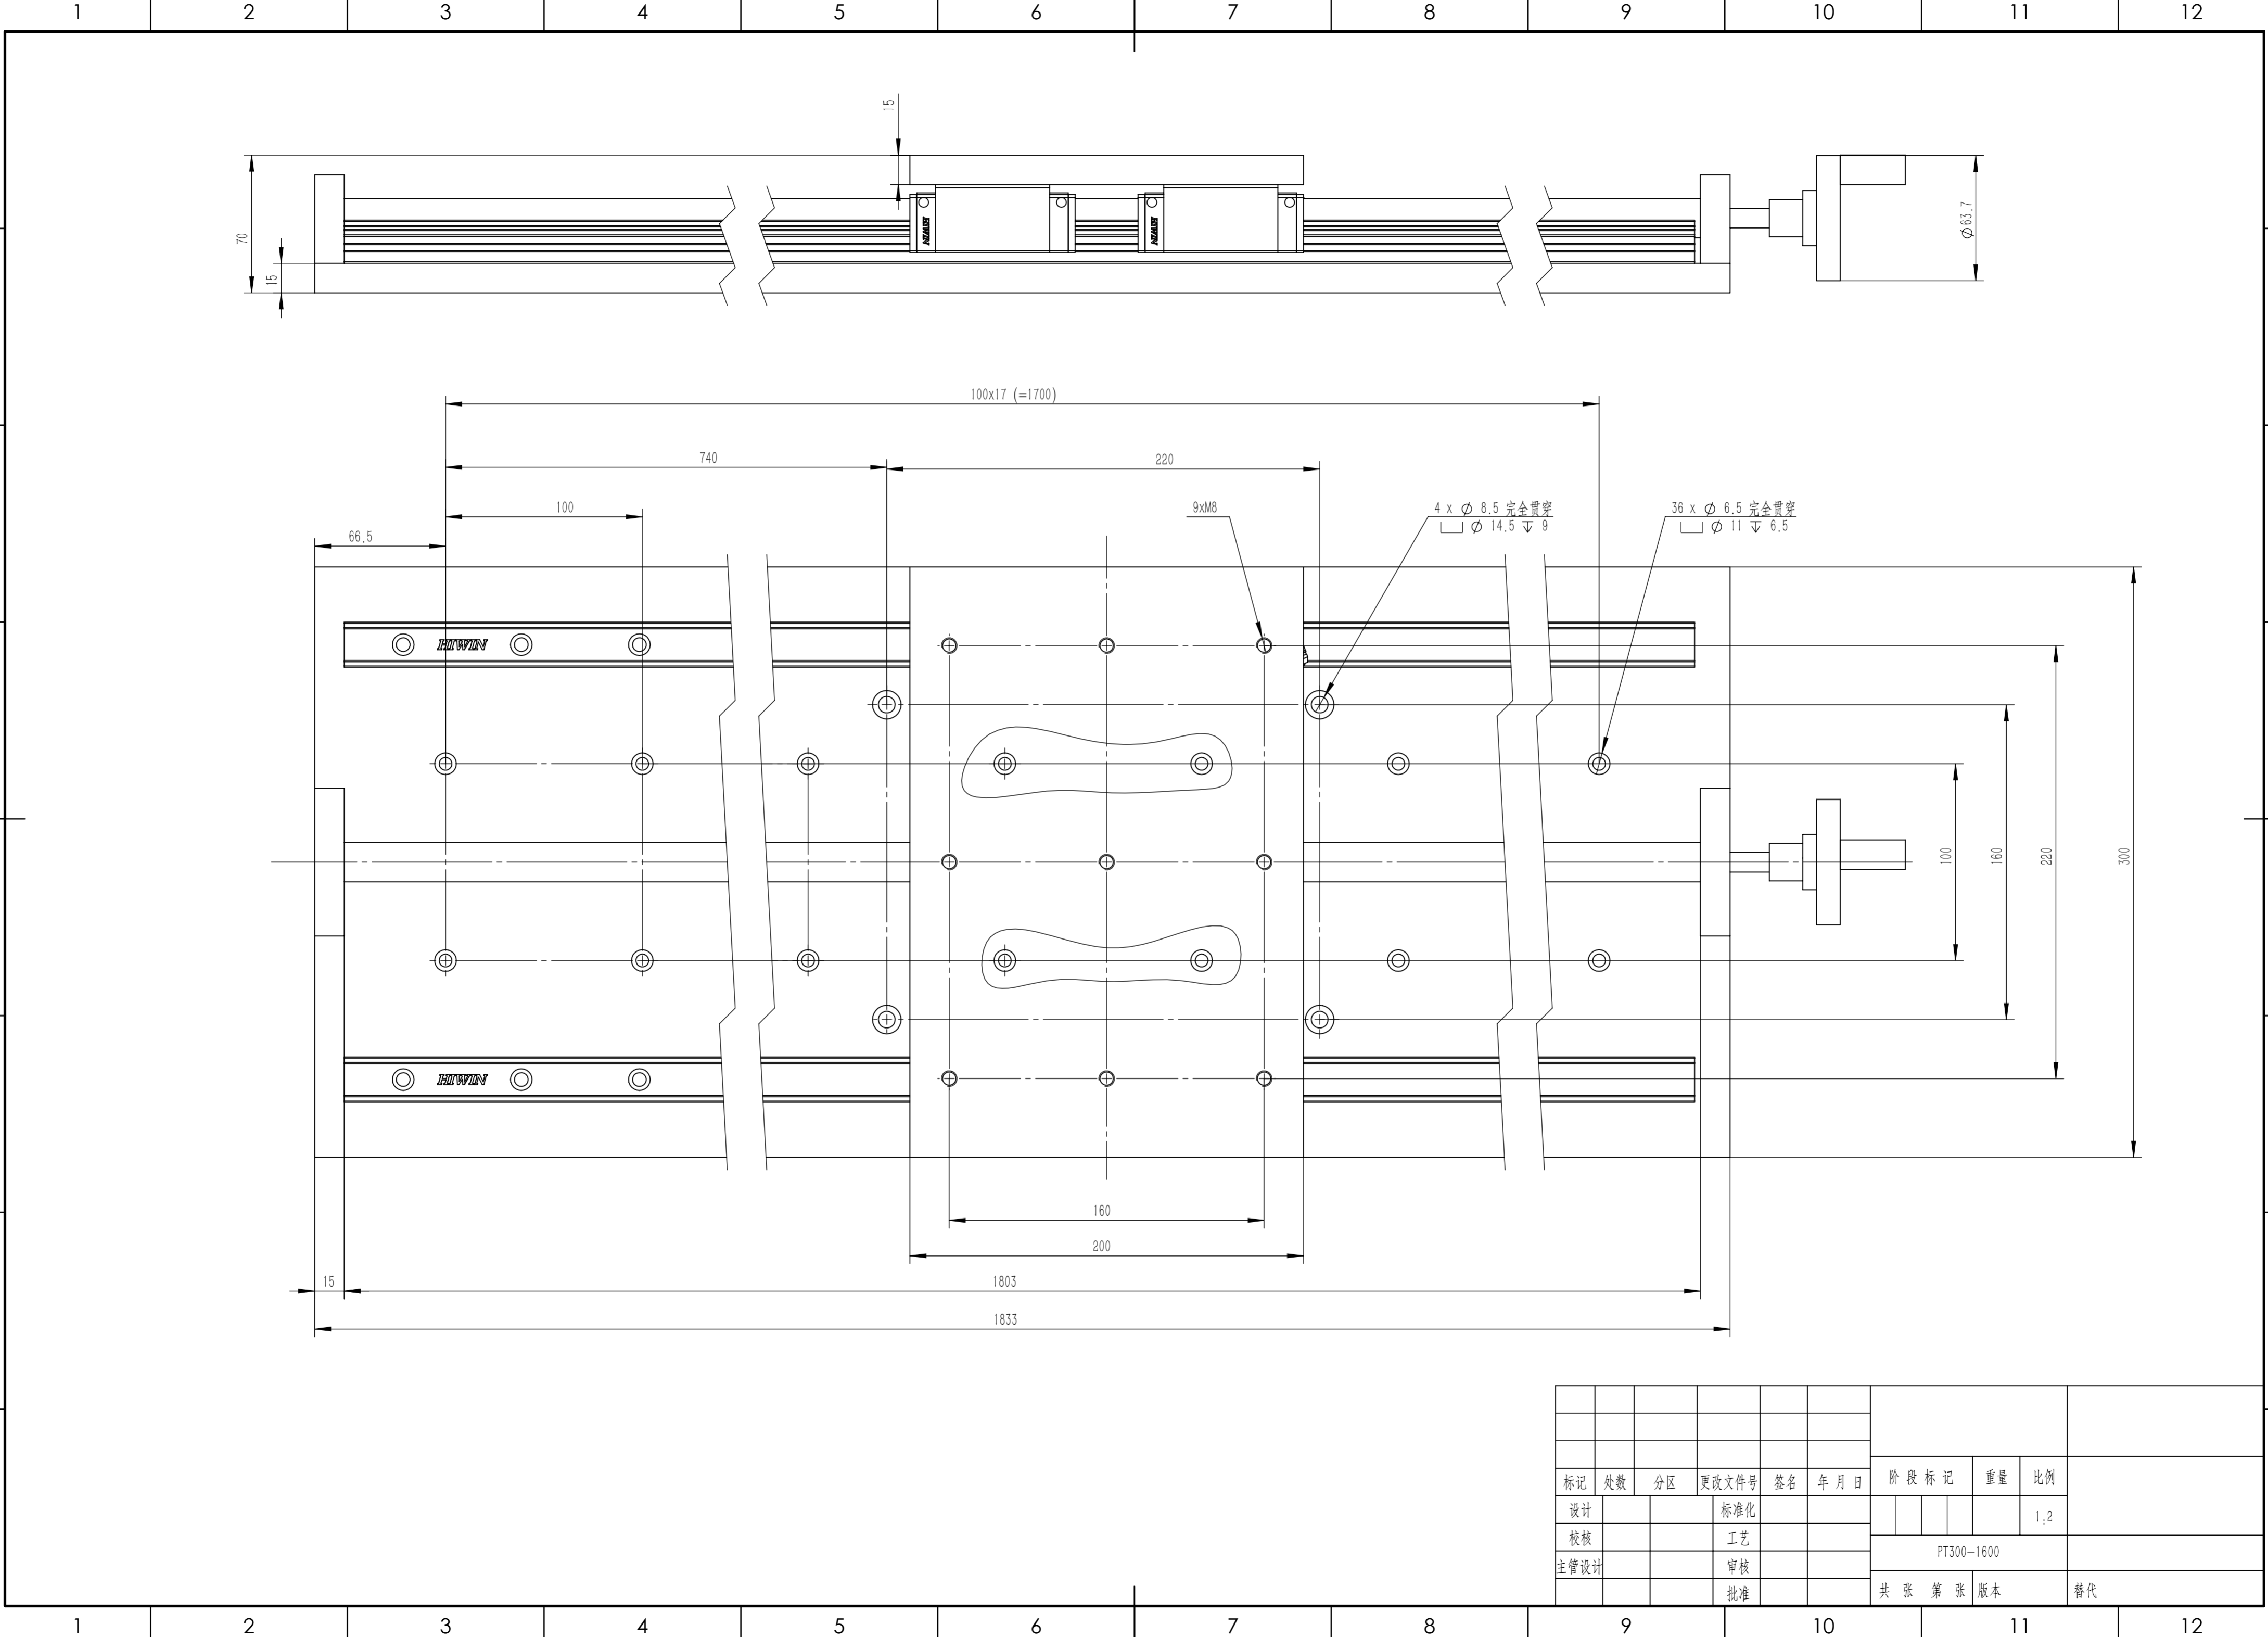 1 2 3 4 5 6 7 8 9 10 11 12
15
70
15
HIWIN
HIWIN
Ø63.7
100x17 (=1700)
740
220
100
66.5
9xM8
4 x Ø 8.5 完全贯穿
⌴ Ø 14.5 ↧ 9
36 x Ø 6.5 完全贯穿
⌴ Ø 11 ↧ 6.5
HIWIN
HIWIN
100
160
220
300
160
200
15
1803
1833
标记 处数 分区 更改文件号 签名 年 月 日 阶 段 标 记 重量 比例
设计 标准化 1:2
校核 工艺
PT300-1600
主管设计 审核
批准
共 张 第 张 版本 替代
1 2 3 4 5 6 7 8 9 10 11 12